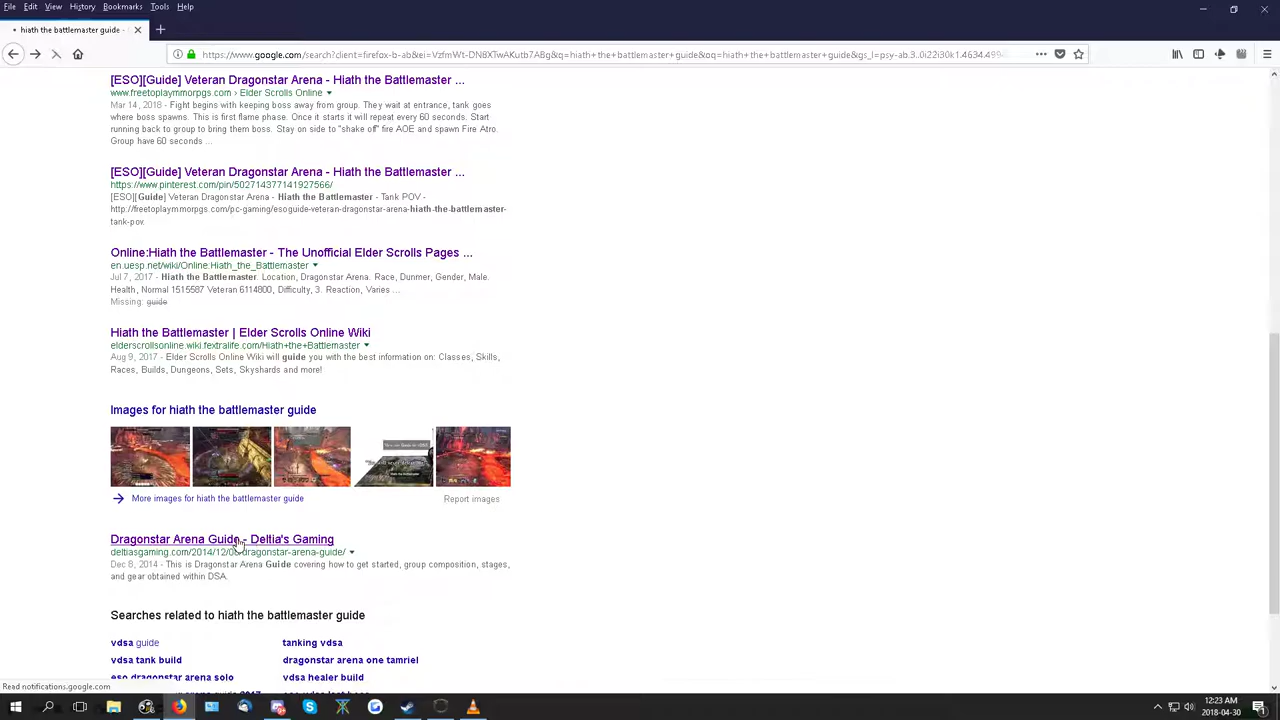 File Edit View History Bookmarks Tools Help
hiath the battlemaster guide -
https://www.google.com/search?client=firefox-b-ab&ei=VzfmWt-DN8XTwAKutb7ABg&q=hiath+the+battlemaster+guide&oq=hiath+the+battlemaster+guide&gs_l=psy-ab.3..0i22i30k1.4634.499
[ESO][Guide] Veteran Dragonstar Arena - Hiath the Battlemaster ...
www.freetoplaymmorpgs.com › Elder Scrolls Online
Mar 14, 2018 - Fight begins with keeping boss away from group. They wait at entrance, tank goes
where boss spawns. This is first flame phase. Once it starts it will repeat every 60 seconds. Start
running back to group to bring them boss. Stay on side to "shake off" fire AOE and spawn Fire Atro.
Group have 60 seconds ...
[ESO][Guide] Veteran Dragonstar Arena - Hiath the Battlemaster ...
https://www.pinterest.com/pin/502714377141927566/
[ESO][Guide] Veteran Dragonstar Arena - Hiath the Battlemaster - Tank POV -
http://freetoplaymmorpgs.com/pc-gaming/esoguide-veteran-dragonstar-arena-hiath-the-battlemaster-
tank-pov.
Online:Hiath the Battlemaster - The Unofficial Elder Scrolls Pages ...
en.uesp.net/wiki/Online:Hiath_the_Battlemaster
Jul 7, 2017 - Hiath the Battlemaster. Location, Dragonstar Arena. Race, Dunmer, Gender, Male.
Health, Normal 1515587 Veteran 6114800, Difficulty, 3. Reaction, Varies ...
Missing: guide
Hiath the Battlemaster | Elder Scrolls Online Wiki
elderscrollsonline.wiki.fextralife.com/Hiath+the+Battlemaster
Aug 9, 2017 - Elder Scrolls Online Wiki will guide you with the best information on: Classes, Skills,
Races, Builds, Dungeons, Sets, Skyshards and more!
Images for hiath the battlemaster guide
More images for hiath the battlemaster guide
Report images
Dragonstar Arena Guide - Deltia's Gaming
deltiasgaming.com/2014/12/08/dragonstar-arena-guide/
Dec 8, 2014 - This is Dragonstar Arena Guide covering how to get started, group composition, stages,
and gear obtained within DSA.
Searches related to hiath the battlemaster guide
vdsa guide
tanking vdsa
vdsa tank build
dragonstar arena one tamriel
eso dragonstar arena solo
vdsa healer build
Read notifications.google.com
12:23 AM
2018-04-30